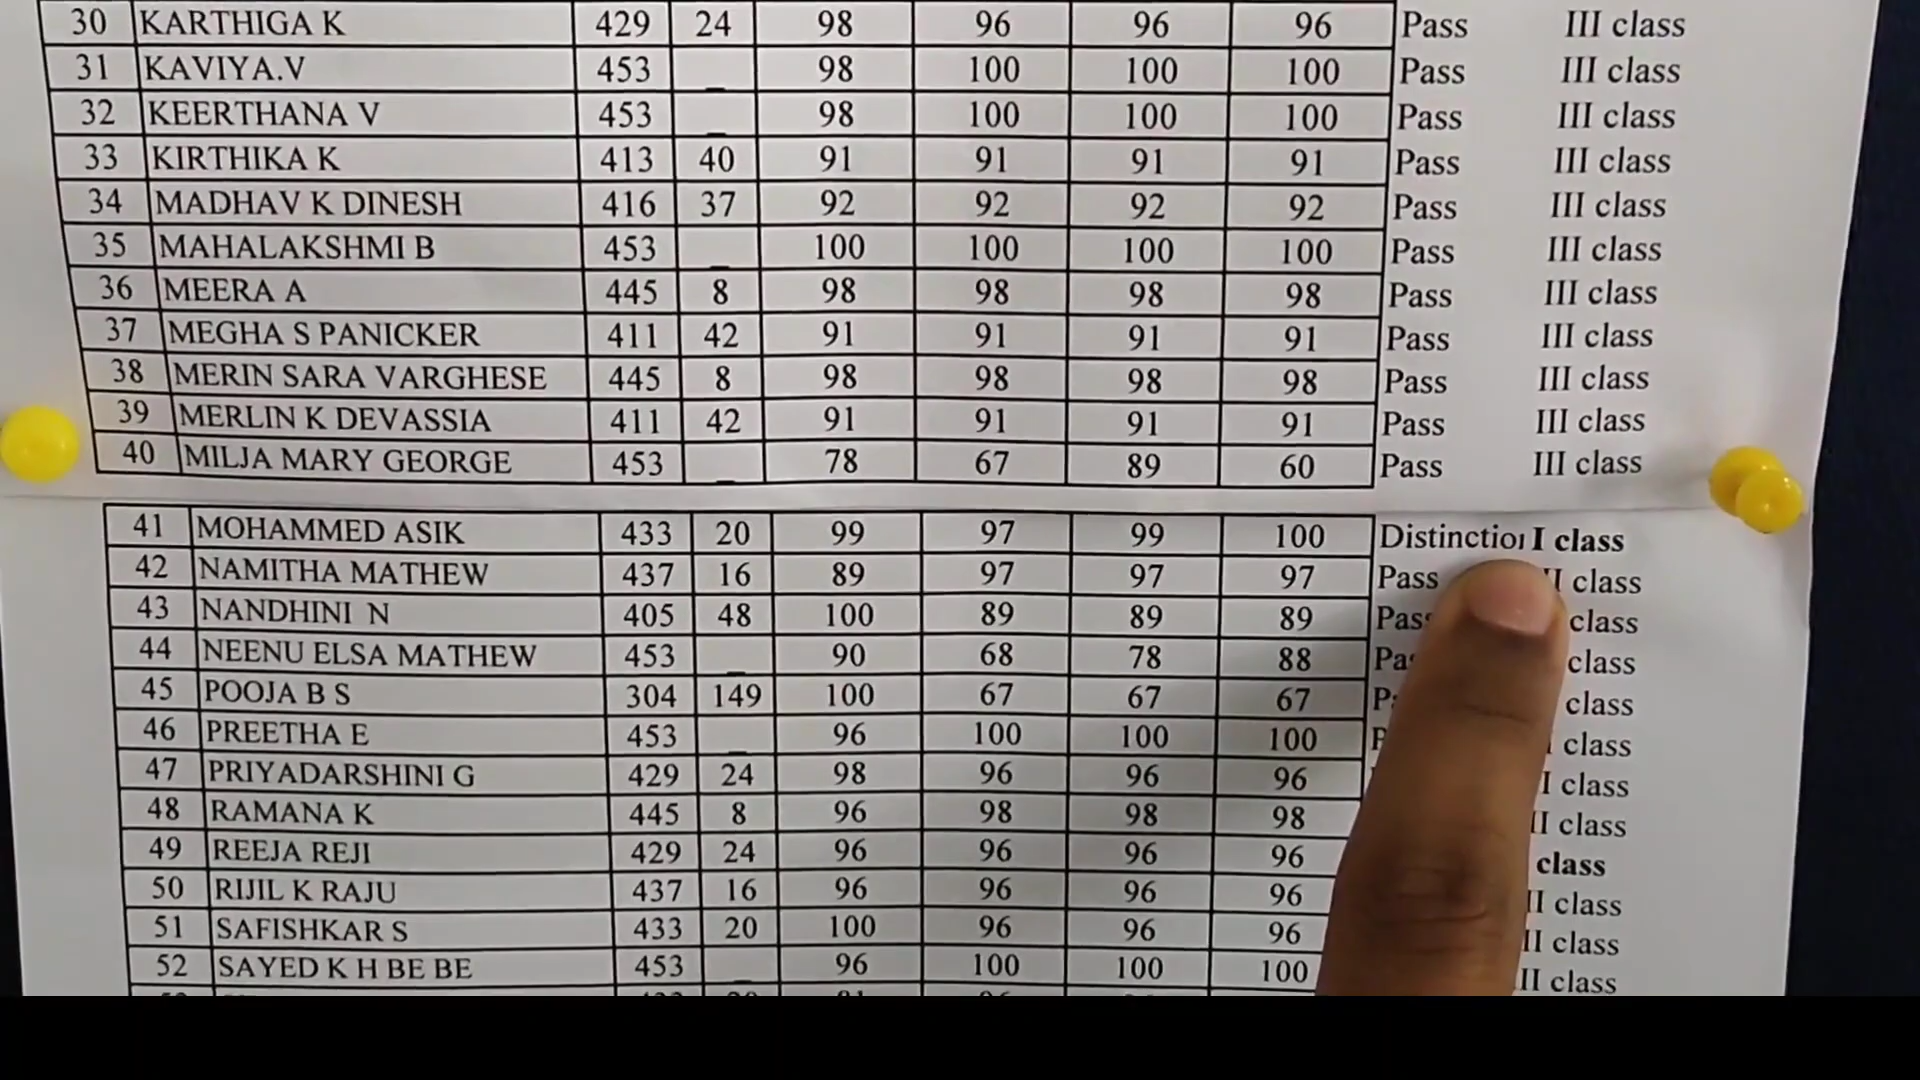 30 KARTHIGA K 429 24 98 96 96 96 Pass III class
31 KAVIYA.V 453 _ 98 100 100 100 Pass III class
32 KEERTHANA V 453 _ 98 100 100 100 Pass III class
33 KIRTHIKA K 413 40 91 91 91 91 Pass III class
34 MADHAV K DINESH 416 37 92 92 92 92 Pass III class
35 MAHALAKSHMI B 453 _ 100 100 100 100 Pass III class
36 MEERA A 445 8 98 98 98 98 Pass III class
37 MEGHA S PANICKER 411 42 91 91 91 91 Pass III class
38 MERIN SARA VARGHESE 445 8 98 98 98 98 Pass III class
39 MERLIN K DEVASSIA 411 42 91 91 91 91 Pass III class
40 MILJA MARY GEORGE 453 _ 78 67 89 60 Pass III class
41 MOHAMMED ASIK 433 20 99 97 99 100 Distinction I class
42 NAMITHA MATHEW 437 16 89 97 97 97 Pass class
43 NANDHINI N 405 48 100 89 89 89 class
44 NEENU ELSA MATHEW 453 _ 90 68 78 88 class
45 POOJA B S 304 149 100 67 67 67 class
46 PREETHA E 453 _ 96 100 100 100 class
47 PRIYADARSHINI G 429 24 98 96 96 96 class
48 RAMANA K 445 8 96 98 98 98 class
49 REEJA REJI 429 24 96 96 96 96 class
50 RIJIL K RAJU 437 16 96 96 96 96 class
51 SAFISHKAR S 433 20 100 96 96 96 class
52 SAYED K H BE BE 453 _ 96 100 100 100 class